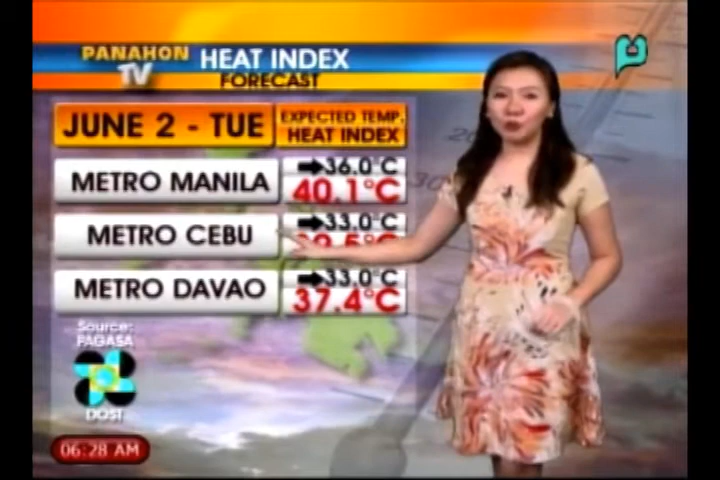 PANAHON
TV
HEAT INDEX
FORECAST
JUNE 2 - TUE
EXPECTED TEMP.
HEAT INDEX
METRO MANILA
36.0°C
40.1°C
METRO CEBU
33.0°C
METRO DAVAO
33.0°C
37.4°C
Source:
PAGASA
DOST
06:28 AM
30